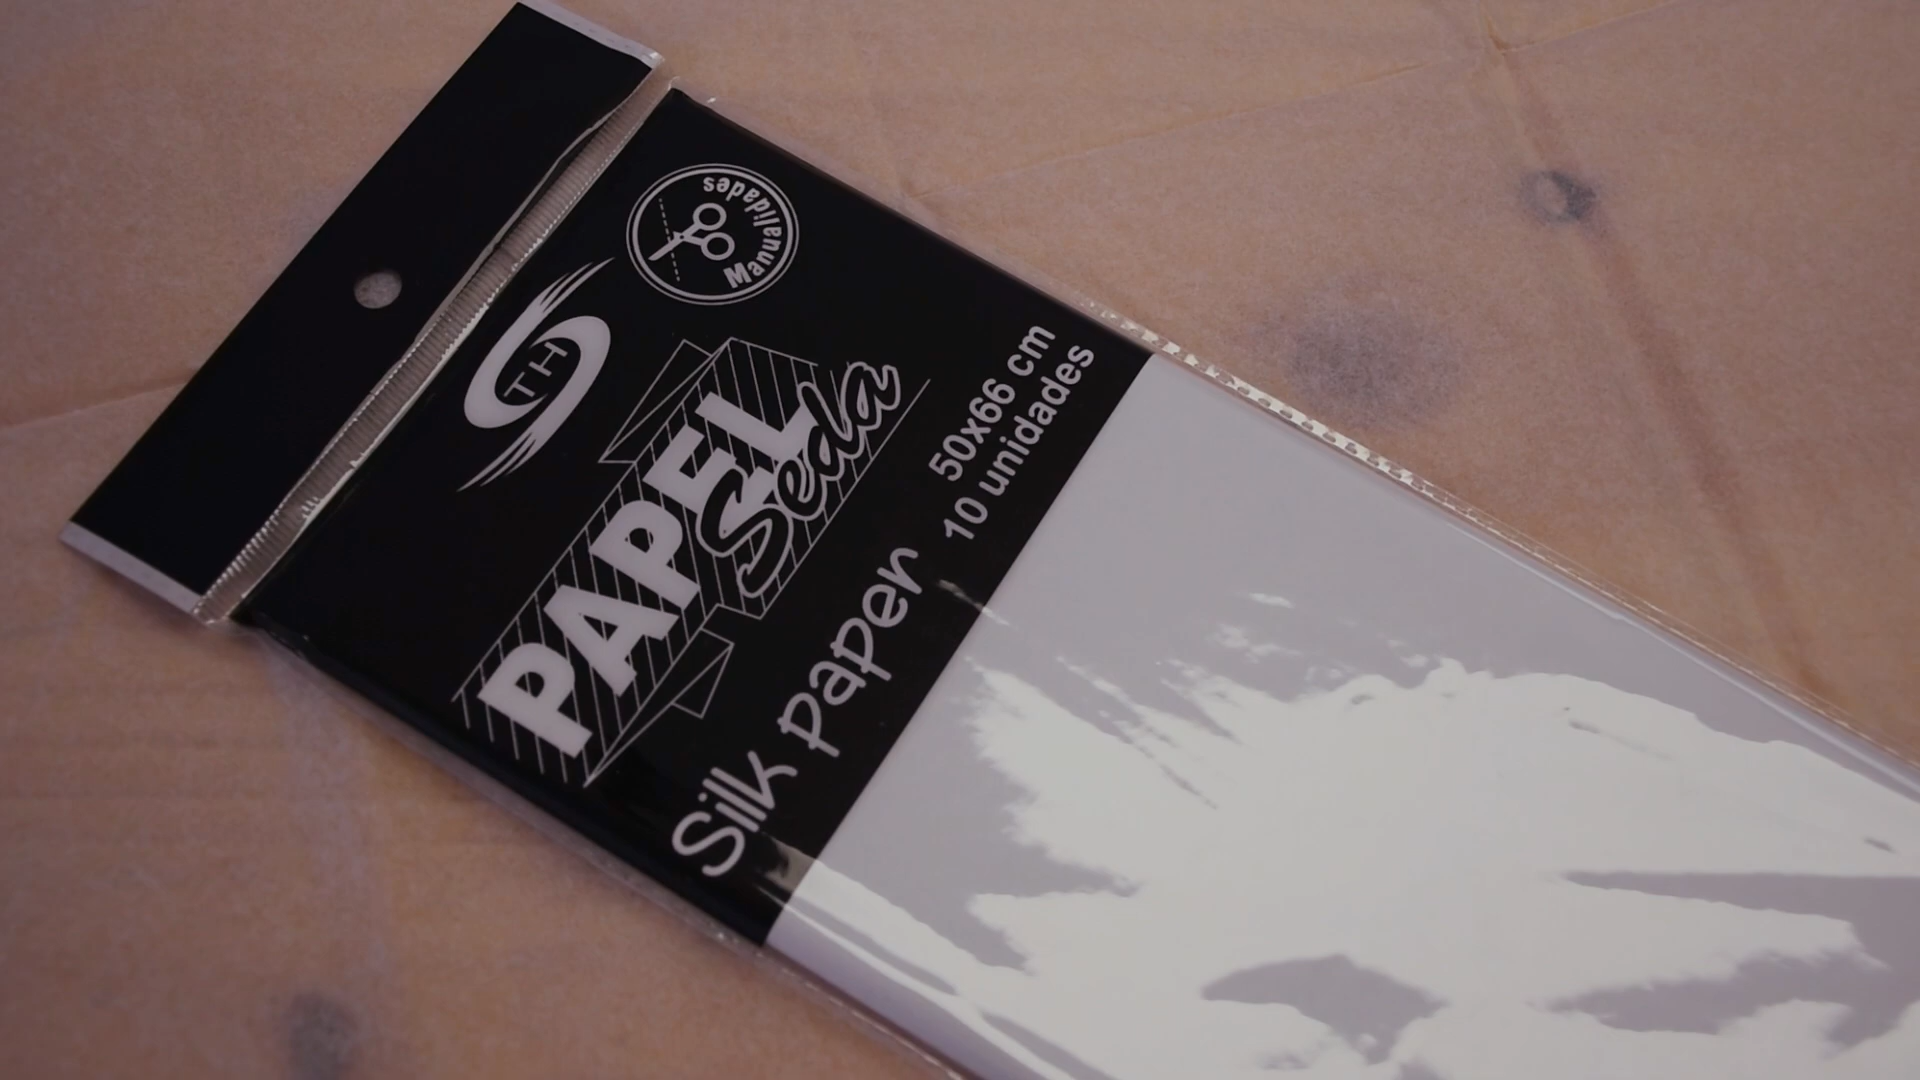 Manualidades
TH
PAPEL
Seda
50x66 cm
10 unidades
Silk paper